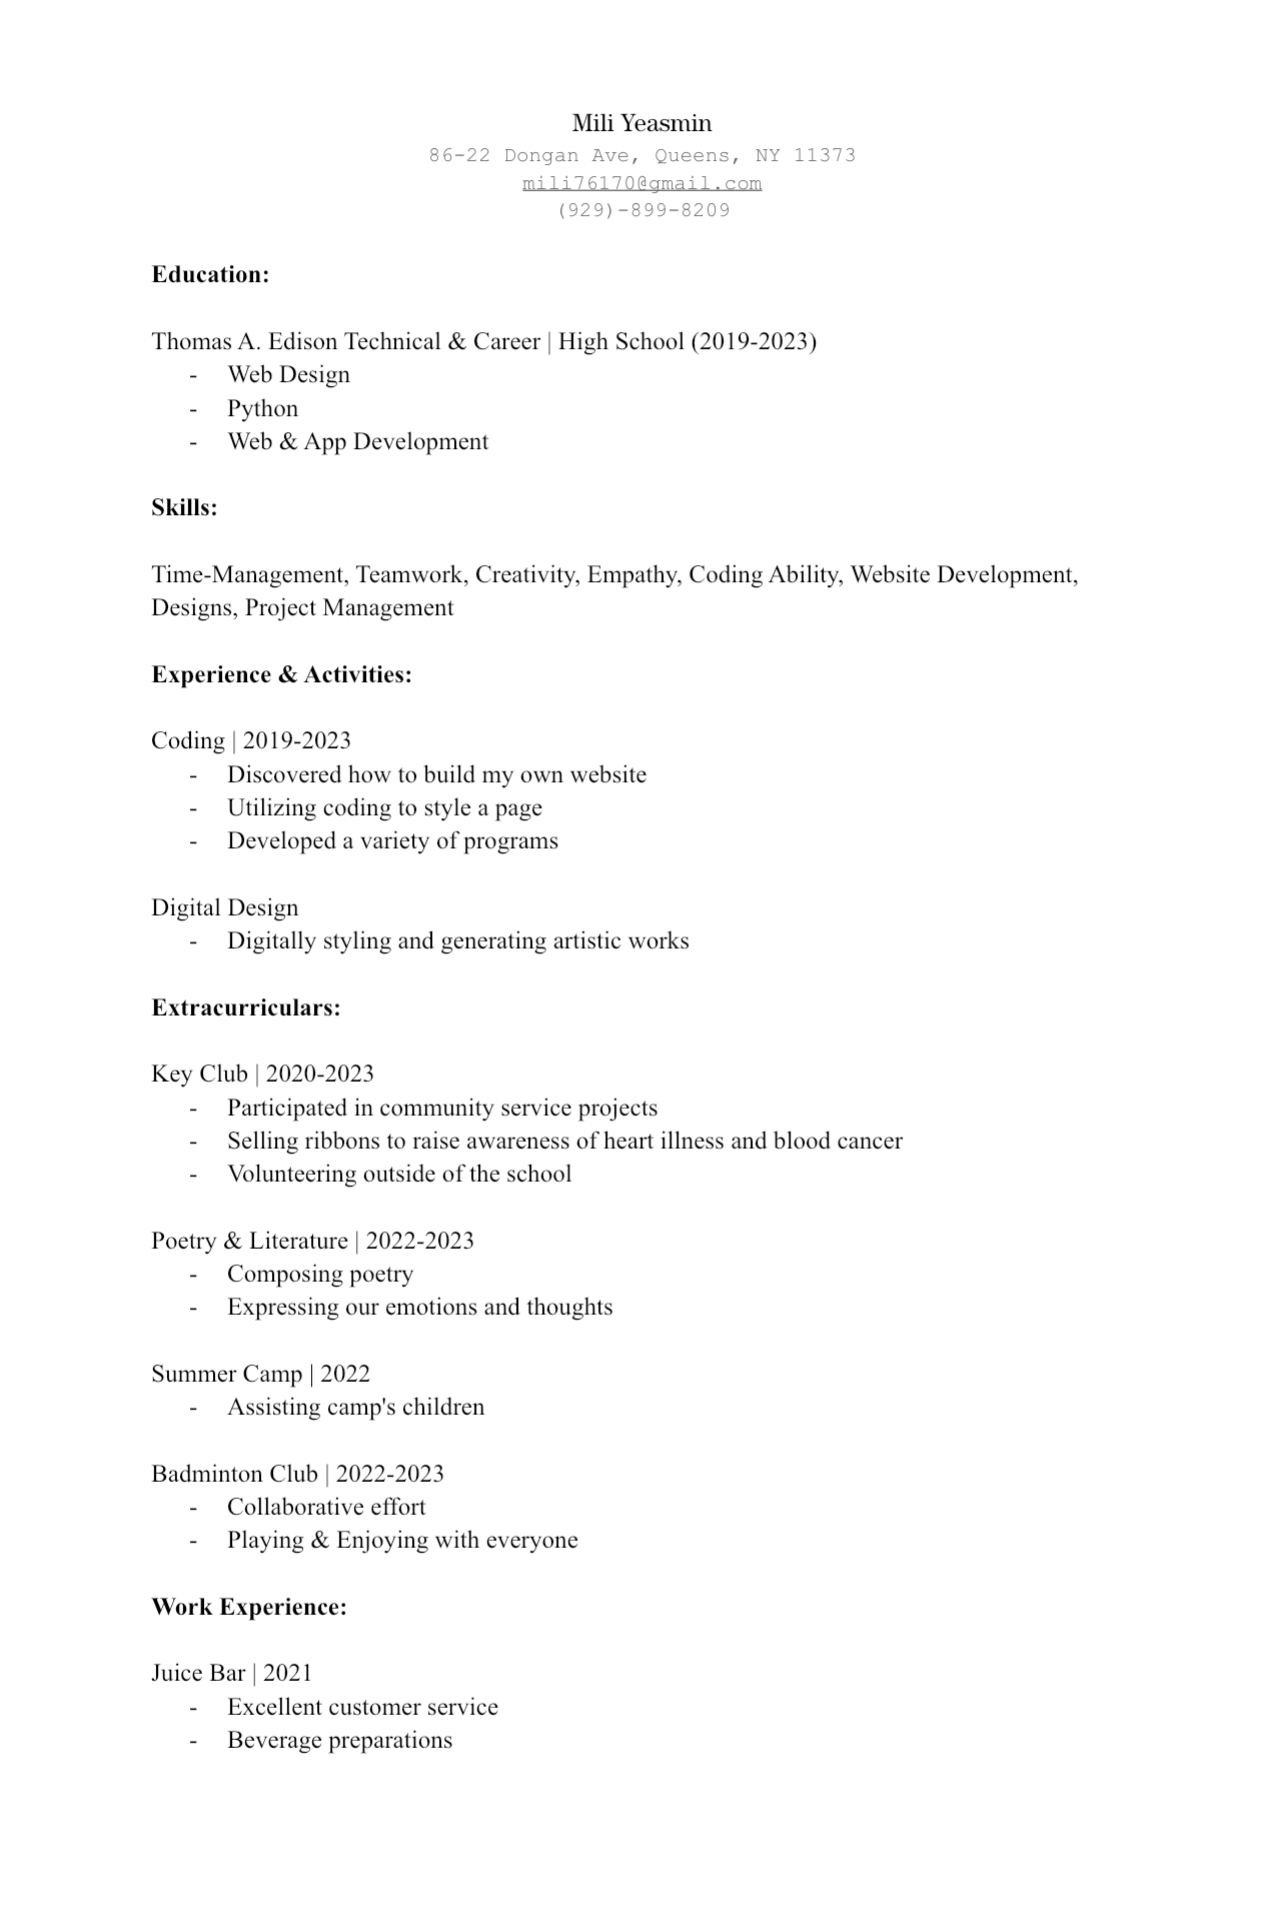 Mili Yeasmin
86-22 Dongan Ave, Queens, NY 11373
mili76170@gmail.com
(929)-899-8209
Education:
Thomas A. Edison Technical & Career | High School (2019-2023)
- Web Design
- Python
- Web & App Development
Skills:
Time-Management, Teamwork, Creativity, Empathy, Coding Ability, Website Development,
Designs, Project Management
Experience & Activities:
Coding | 2019-2023
- Discovered how to build my own website
- Utilizing coding to style a page
- Developed a variety of programs
Digital Design
- Digitally styling and generating artistic works
Extracurriculars:
Key Club | 2020-2023
- Participated in community service projects
- Selling ribbons to raise awareness of heart illness and blood cancer
- Volunteering outside of the school
Poetry & Literature | 2022-2023
- Composing poetry
- Expressing our emotions and thoughts
Summer Camp | 2022
- Assisting camp's children
Badminton Club | 2022-2023
- Collaborative effort
- Playing & Enjoying with everyone
Work Experience:
Juice Bar | 2021
- Excellent customer service
- Beverage preparations